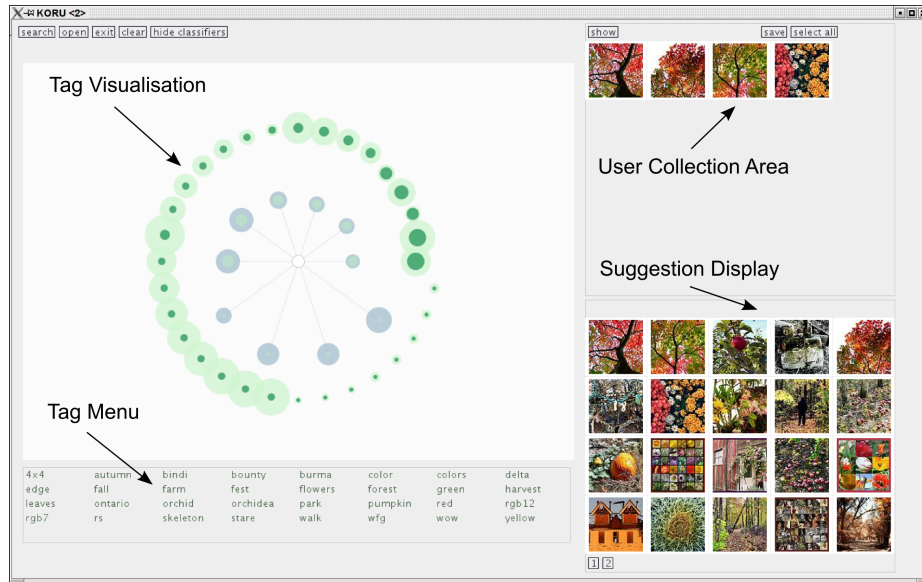 KORU <2>
search open exit clear hide classifiers
show save select all
Tag Visualisation
User Collection Area
Suggestion Display
Tag Menu
4x4 autumn bindi bounty burma color colors delta
edge fall farm fest flowers forest green harvest
leaves ontario orchid orchidea park pumpkin red rgb12
rgb7 rs skeleton stare walk wfg wow yellow
1 2